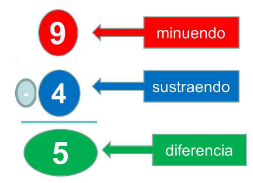 9 minuendo
- 4 sustraendo
5 diferencia